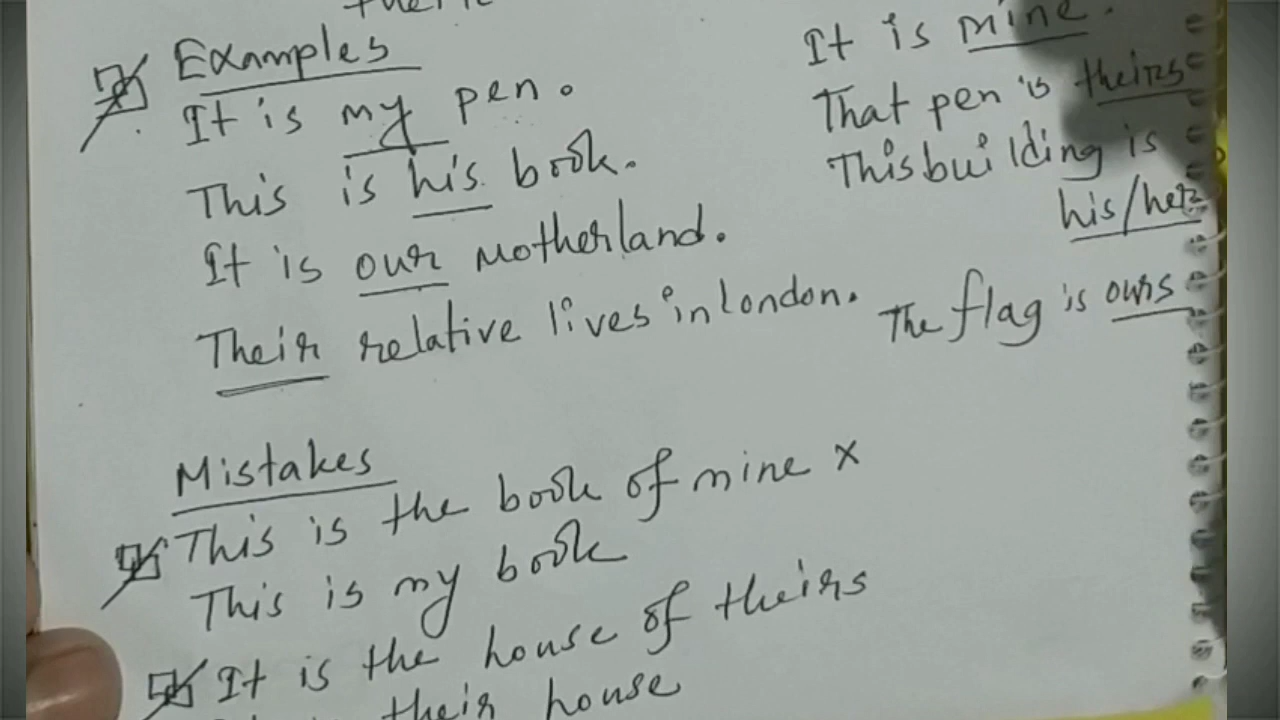 Examples
It is my pen.
This is his book.
It is our Motherland.
Their relative lives in london.
It is mine.
That pen is theirs
This building is
his/her
The flag is ours
Mistakes
This is the book of mine x
This is my book
It is the house of theirs
their house